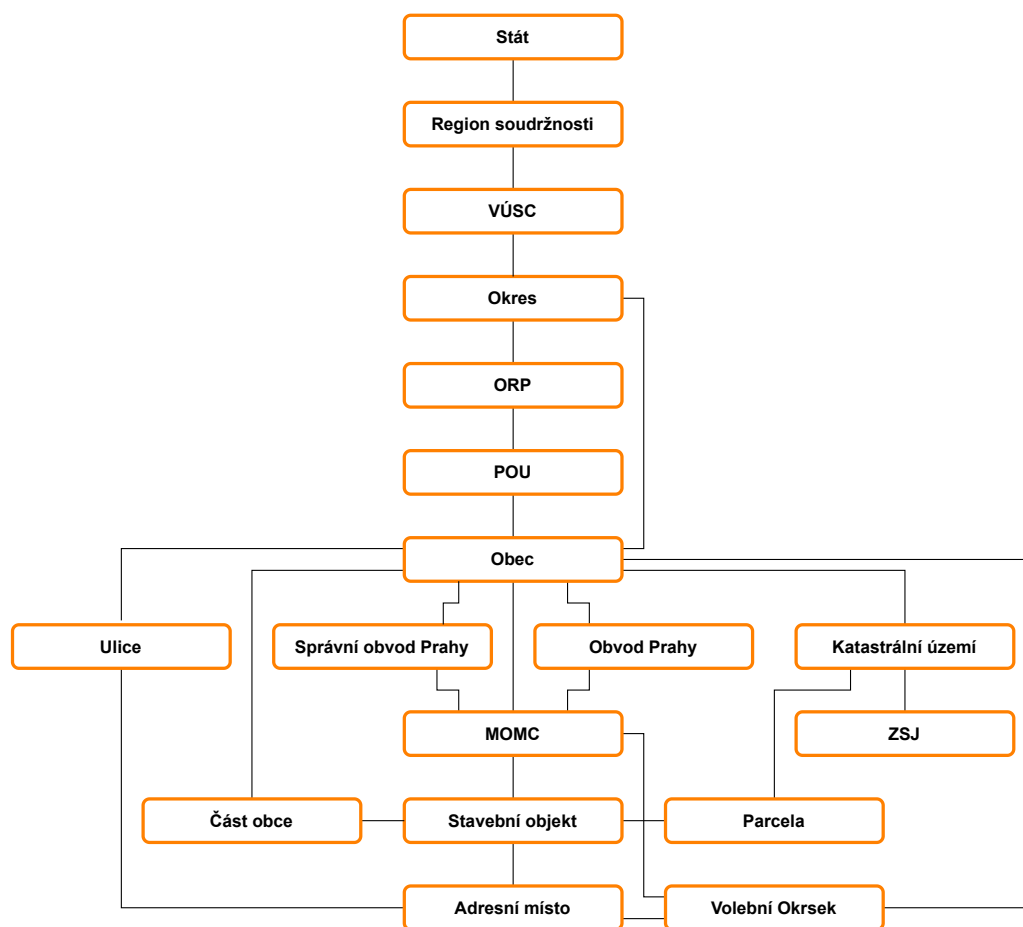 Stát
Region soudržnosti
VÚSC
Okres
ORP
POU
Obec
Ulice
Správní obvod Prahy
Obvod Prahy
Katastrální území
MOMC
ZSJ
Část obce
Stavební objekt
Parcela
Adresní místo
Volební Okrsek